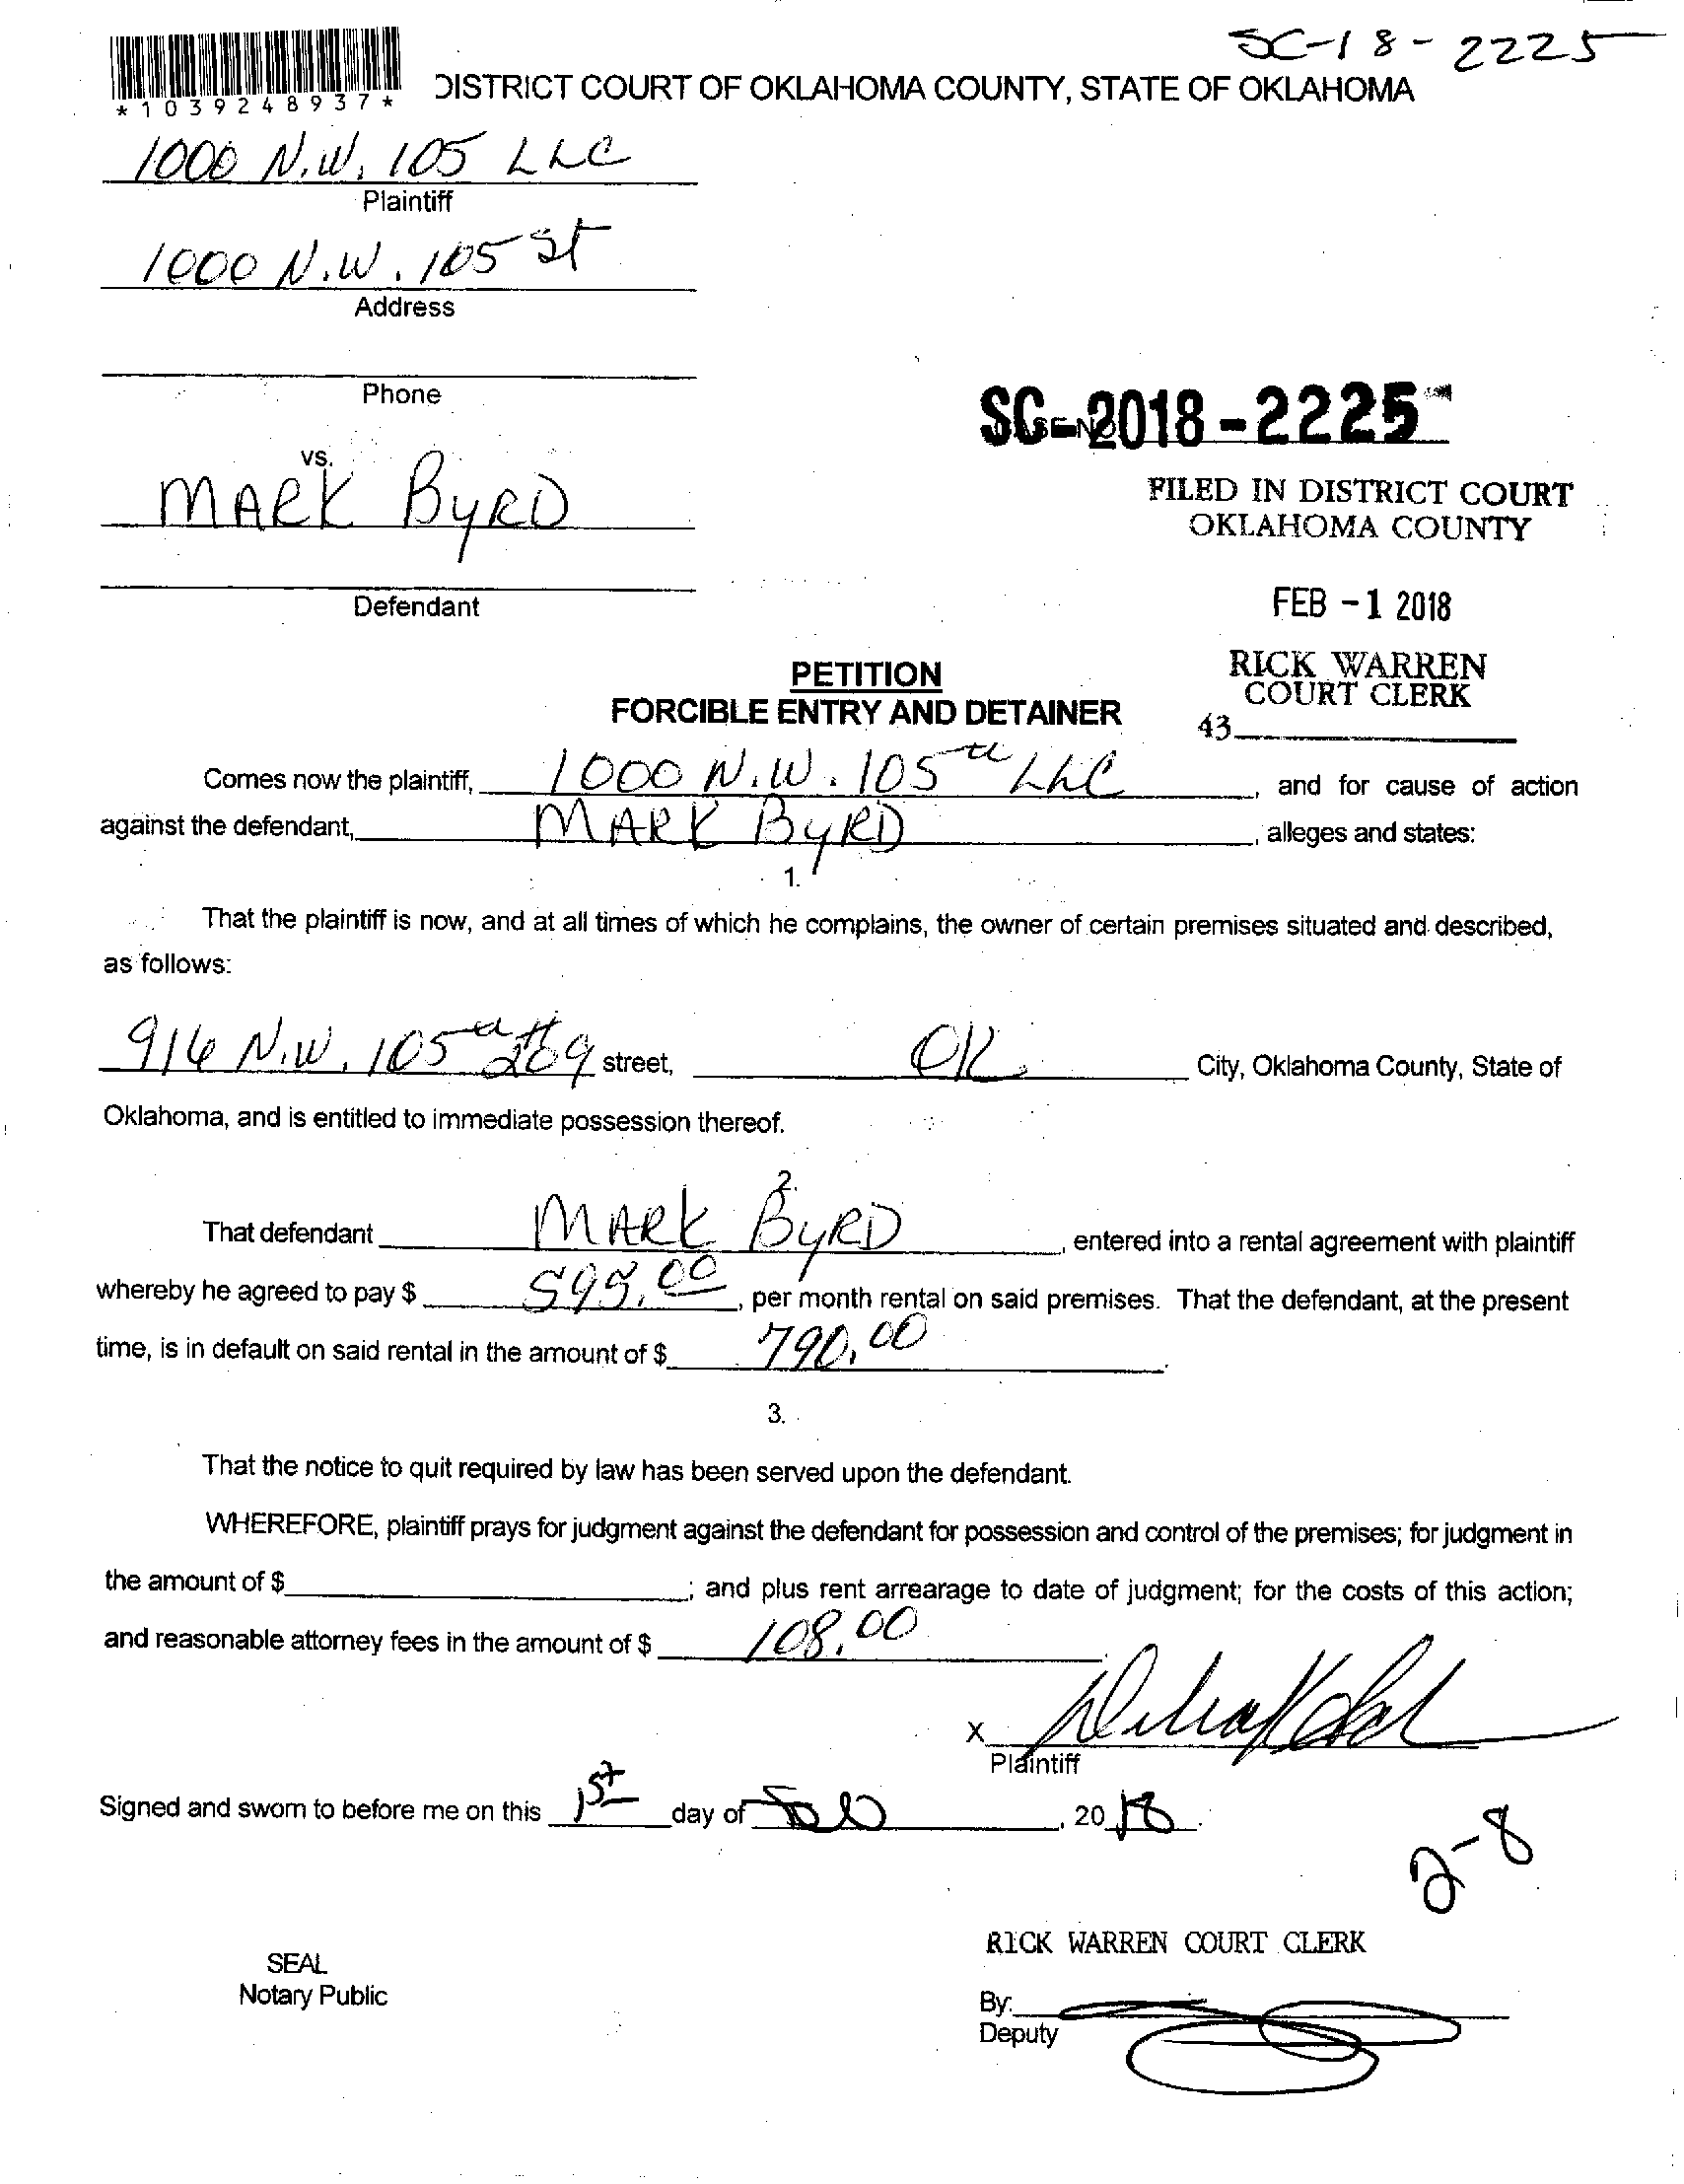 SC-18-2225
*1039248937*
DISTRICT COURT OF OKLAHOMA COUNTY, STATE OF OKLAHOMA
1000 N.W. 105 LLC
Plaintiff
1000 N.W. 105 St
Address
Phone
SC-2018-2225
vs.
MARK BYRD
FILED IN DISTRICT COURT
OKLAHOMA COUNTY
Defendant
FEB -1 2018
PETITION
FORCIBLE ENTRY AND DETAINER
RICK WARREN
COURT CLERK
43
Comes now the plaintiff, 1000 N.W. 105th LLC, and for cause of action
against the defendant, MARK BYRD, alleges and states:
1.
That the plaintiff is now, and at all times of which he complains, the owner of certain premises situated and described,
as follows:
916 N.W. 105th #209 street, OK City, Oklahoma County, State of
Oklahoma, and is entitled to immediate possession thereof.
2.
That defendant MARK BYRD, entered into a rental agreement with plaintiff
whereby he agreed to pay $ 595.00, per month rental on said premises. That the defendant, at the present
time, is in default on said rental in the amount of $ 790.00.
3.
That the notice to quit required by law has been served upon the defendant.
WHEREFORE, plaintiff prays for judgment against the defendant for possession and control of the premises; for judgment in
the amount of $ ; and plus rent arrearage to date of judgment; for the costs of this action;
and reasonable attorney fees in the amount of $ 108.00.
X
Plaintiff
Signed and sworn to before me on this 1st day of Feb, 2018.
2-8
RICK WARREN COURT CLERK
SEAL
Notary Public
By:
Deputy